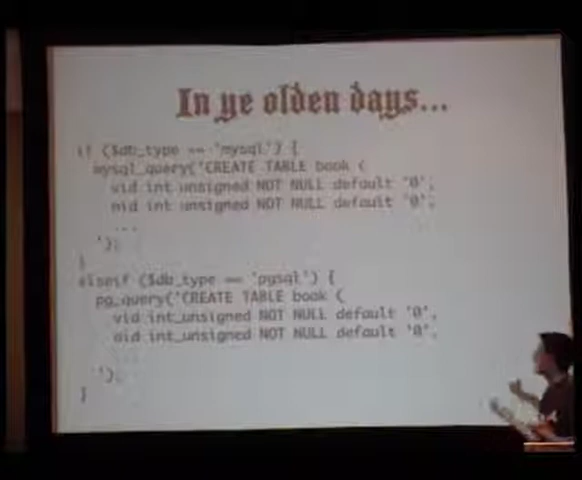 In ye olden days...
if ($db_type == 'mysql') {
mysql_query('CREATE TABLE book (
vid int unsigned NOT NULL default '0',
nid int unsigned NOT NULL default '0',
...
');
}
elseif ($db_type == 'pgsql') {
pg_query('CREATE TABLE book (
vid int_unsigned NOT NULL default '0',
nid int_unsigned NOT NULL default '0',
');
}